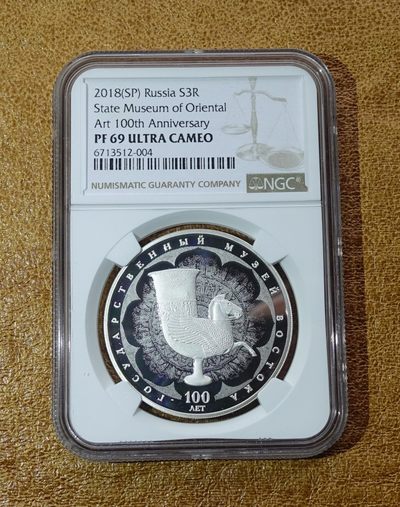 2018(SP) Russia S3R
State Museum of Oriental
Art 100th Anniversary
PF 69 ULTRA CAMEO
6713512-004
NUMISMATIC GUARANTY COMPANY
NGC
· ГОСУДАРСТВЕННЫЙ МУЗЕЙ ВОСТОКА ·
100
ЛЕТ